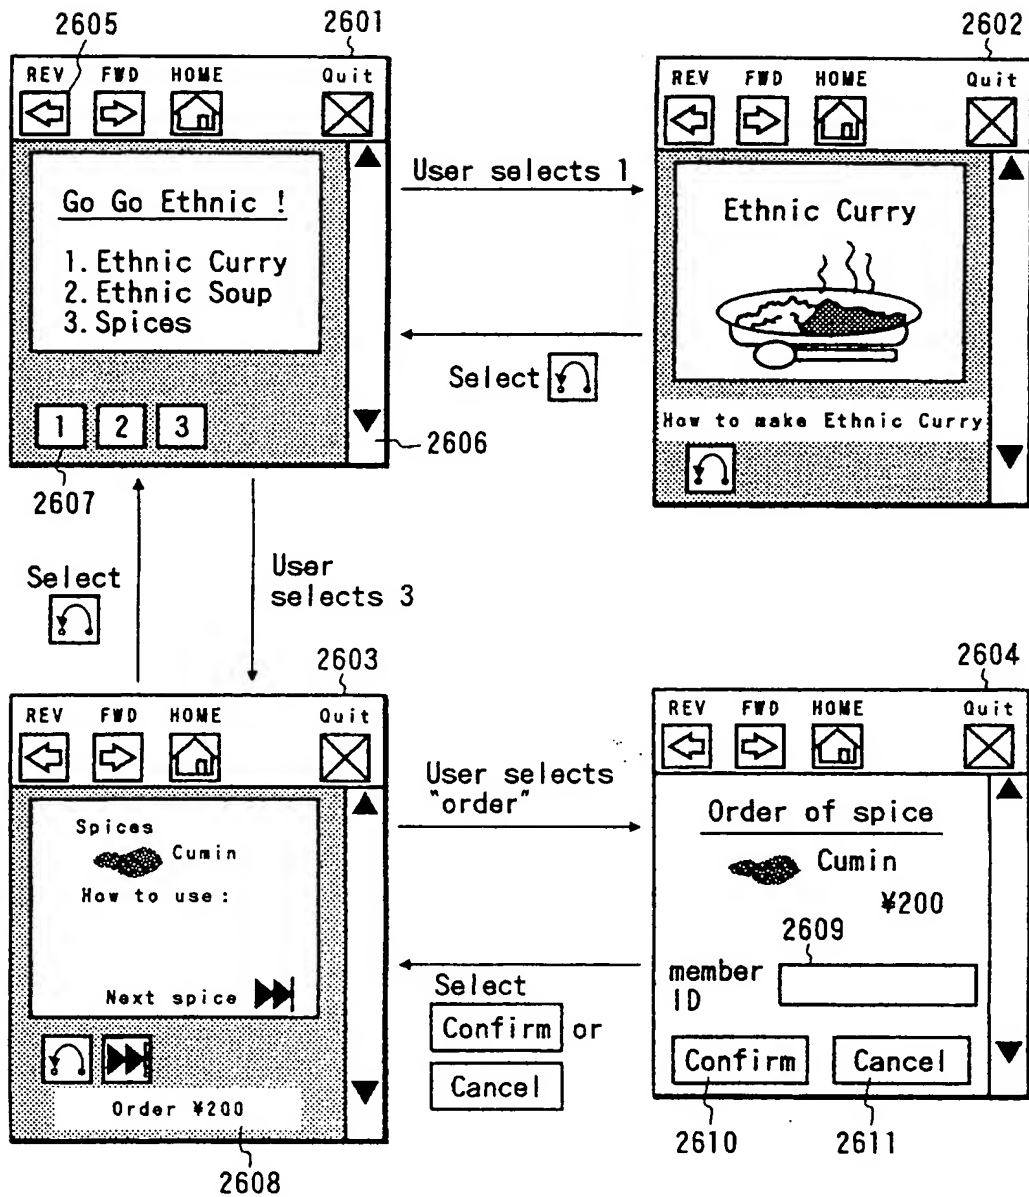 2605
2601
REV FWD HOME Quit
Go Go Ethnic !
1. Ethnic Curry
2. Ethnic Soup
3. Spices
1 2 3
2606
2607
User selects 1
Select
2602
REV FWD HOME Quit
Ethnic Curry
How to make Ethnic Curry
Select
User
selects 3
2603
REV FWD HOME Quit
Spices
Cumin
How to use :
Next spice
Order ¥200
2608
User selects
"order"
Select
Confirm or
Cancel
2604
REV FWD HOME Quit
Order of spice
Cumin
¥200
2609
member
ID
Confirm Cancel
2610 2611